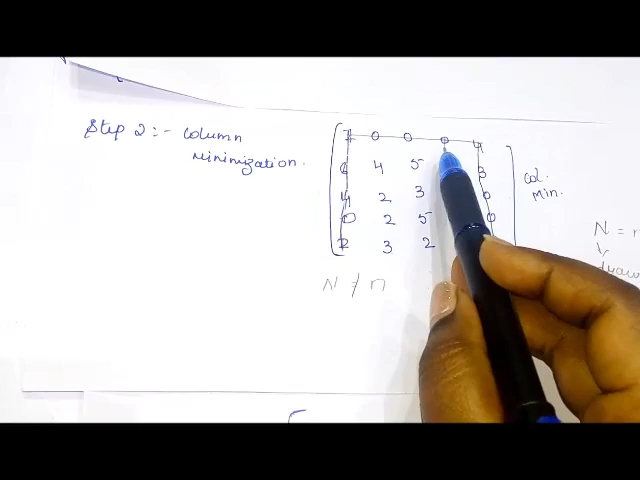 Step 2:- column
Minimization.
0 0 0 4
4 5 3
2 3 0
0 2 5 0
2 3 2
col.
Min.
N ≠ n
N =
draw